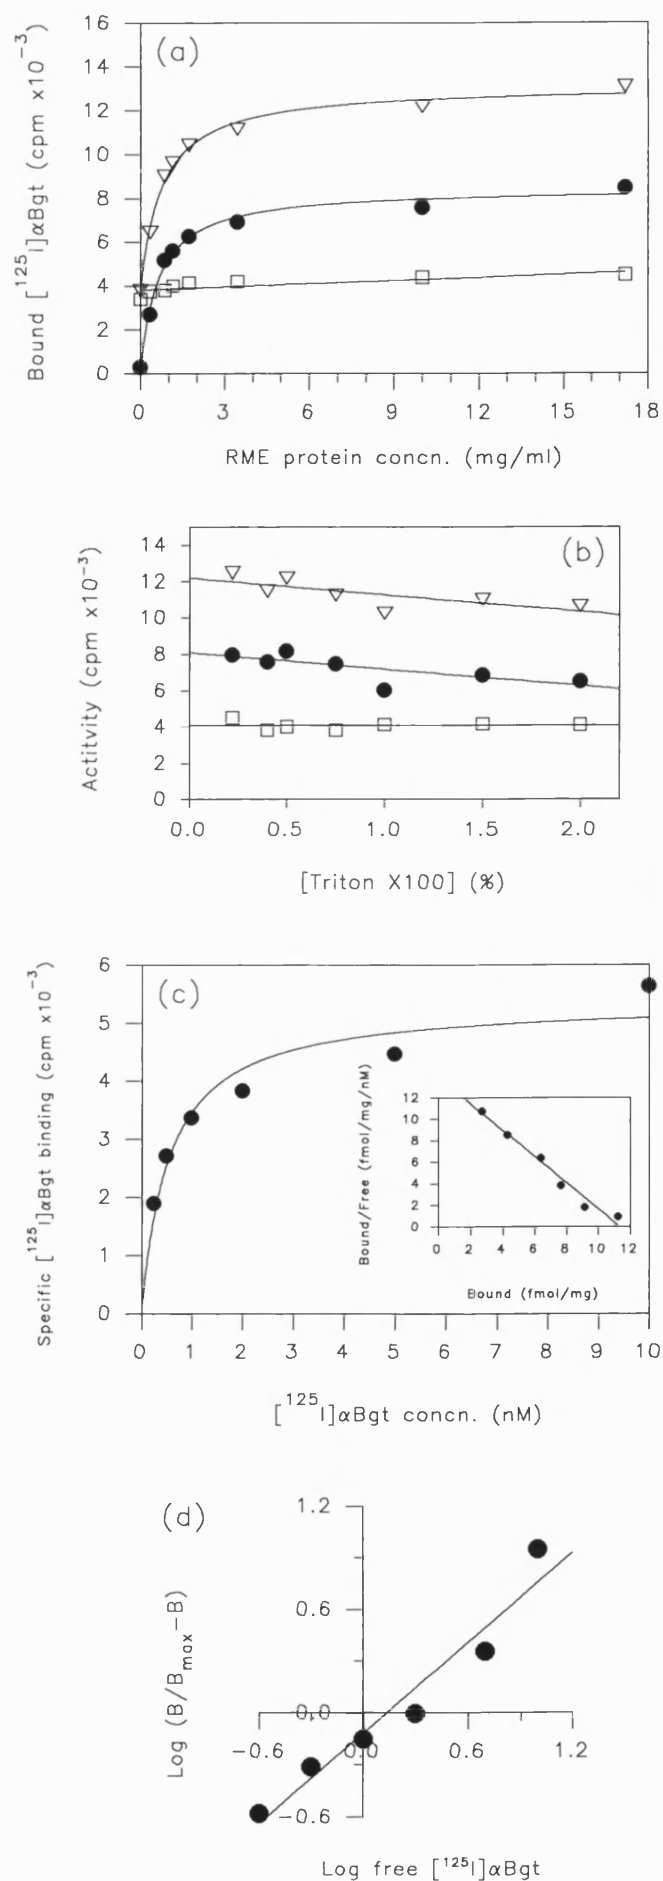 (a)
Bound [¹²⁵I]αBgt (cpm x10⁻³)
16
14
12
10
8
6
4
2
0
0 3 6 9 12 15 18
RME protein concn. (mg/ml)
(b)
Actitvity (cpm x10⁻³)
14
12
10
8
6
4
2
0
0.0 0.5 1.0 1.5 2.0
[Triton X100] (%)
(c)
Specific [¹²⁵I]αBgt binding (cpm x10⁻³)
6
5
4
3
2
1
0
0 1 2 3 4 5 6 7 8 9 10
[¹²⁵I]αBgt concn. (nM)
Bound/Free (fmol/mg/nM)
12
10
8
6
4
2
0
0 2 4 6 8 10 12
Bound (fmol/mg)
(d)
Log (B/Bmax-B)
1.2
0.6
0.0
-0.6 0.0 0.6 1.2
-0.6
Log free [¹²⁵I]αBgt